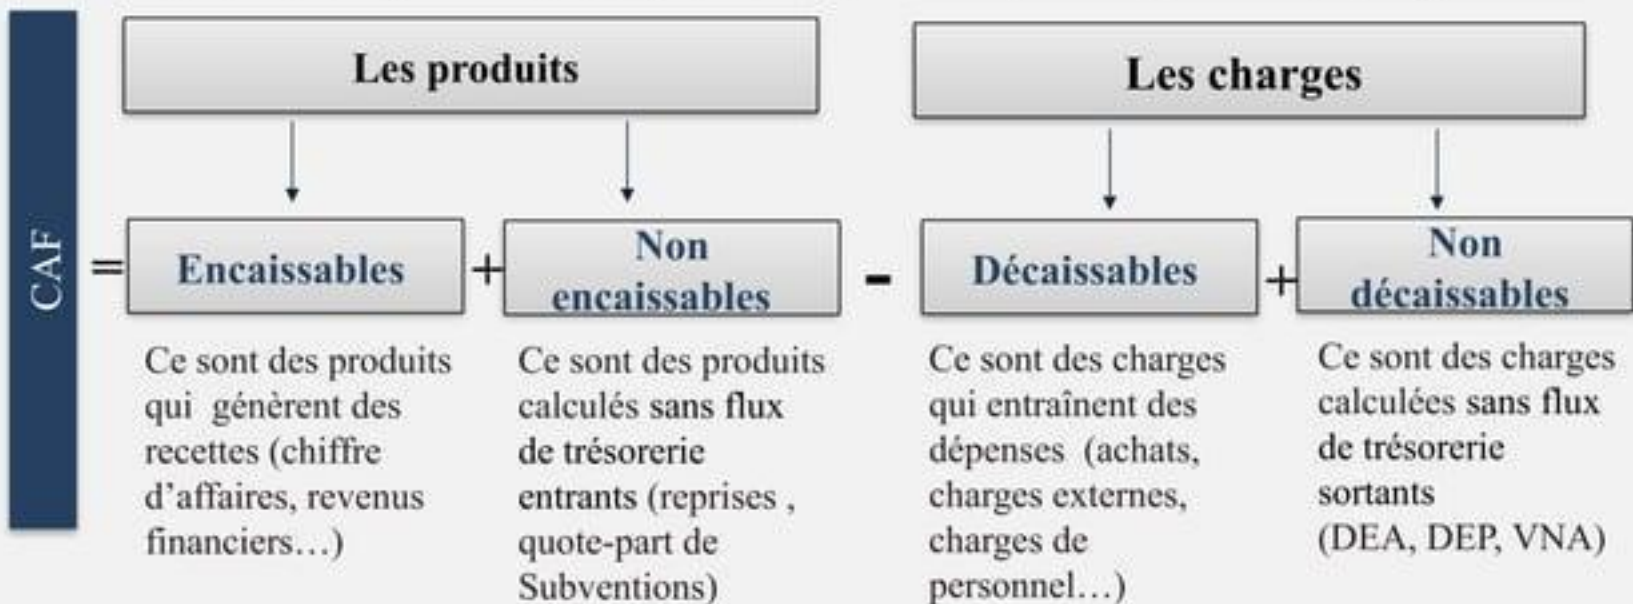 Les produits
Les charges
CAF
=
Encaissables
+
Non
encaissables
-
Décaissables
+
Non
décaissables
Ce sont des produits
qui génèrent des
recettes (chiffre
d’affaires, revenus
financiers…)
Ce sont des produits
calculés sans flux
de trésorerie
entrants (reprises ,
quote-part de
Subventions)
Ce sont des charges
qui entraînent des
dépenses (achats,
charges externes,
charges de
personnel…)
Ce sont des charges
calculées sans flux
de trésorerie
sortants
(DEA, DEP, VNA)